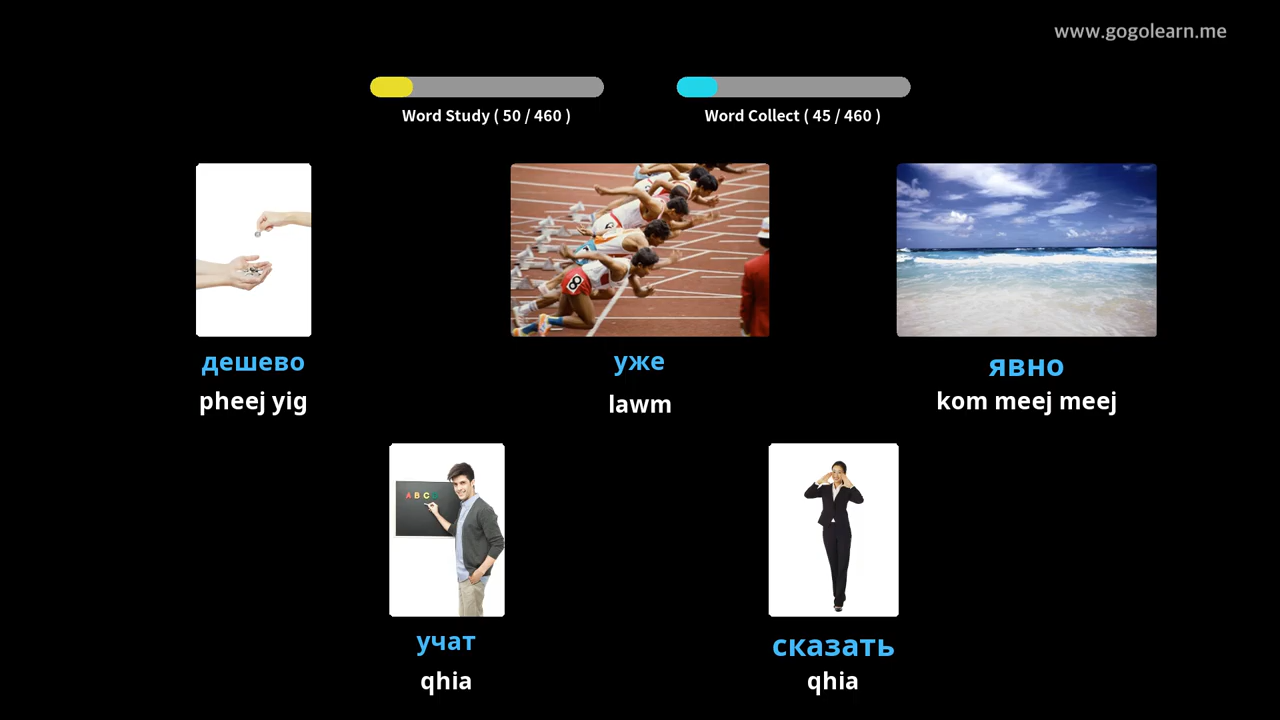 www.gogolearn.me
Word Study ( 50 / 460 )
Word Collect ( 45 / 460 )
дешево
pheej yig
уже
lawm
явно
kom meej meej
учат
qhia
сказать
qhia
A B C D
8